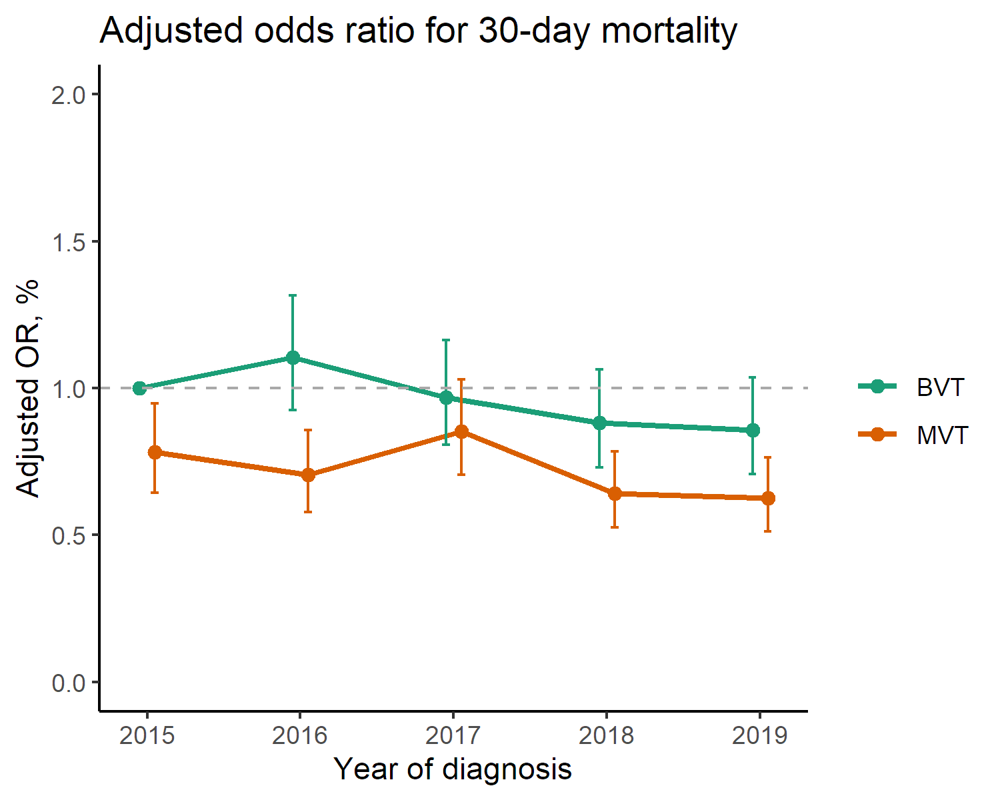 Adjusted odds ratio for 30-day mortality
Adjusted OR, %
2.0
1.5
1.0
0.5
0.0
2015 2016 2017 2018 2019
Year of diagnosis
BVT
MVT